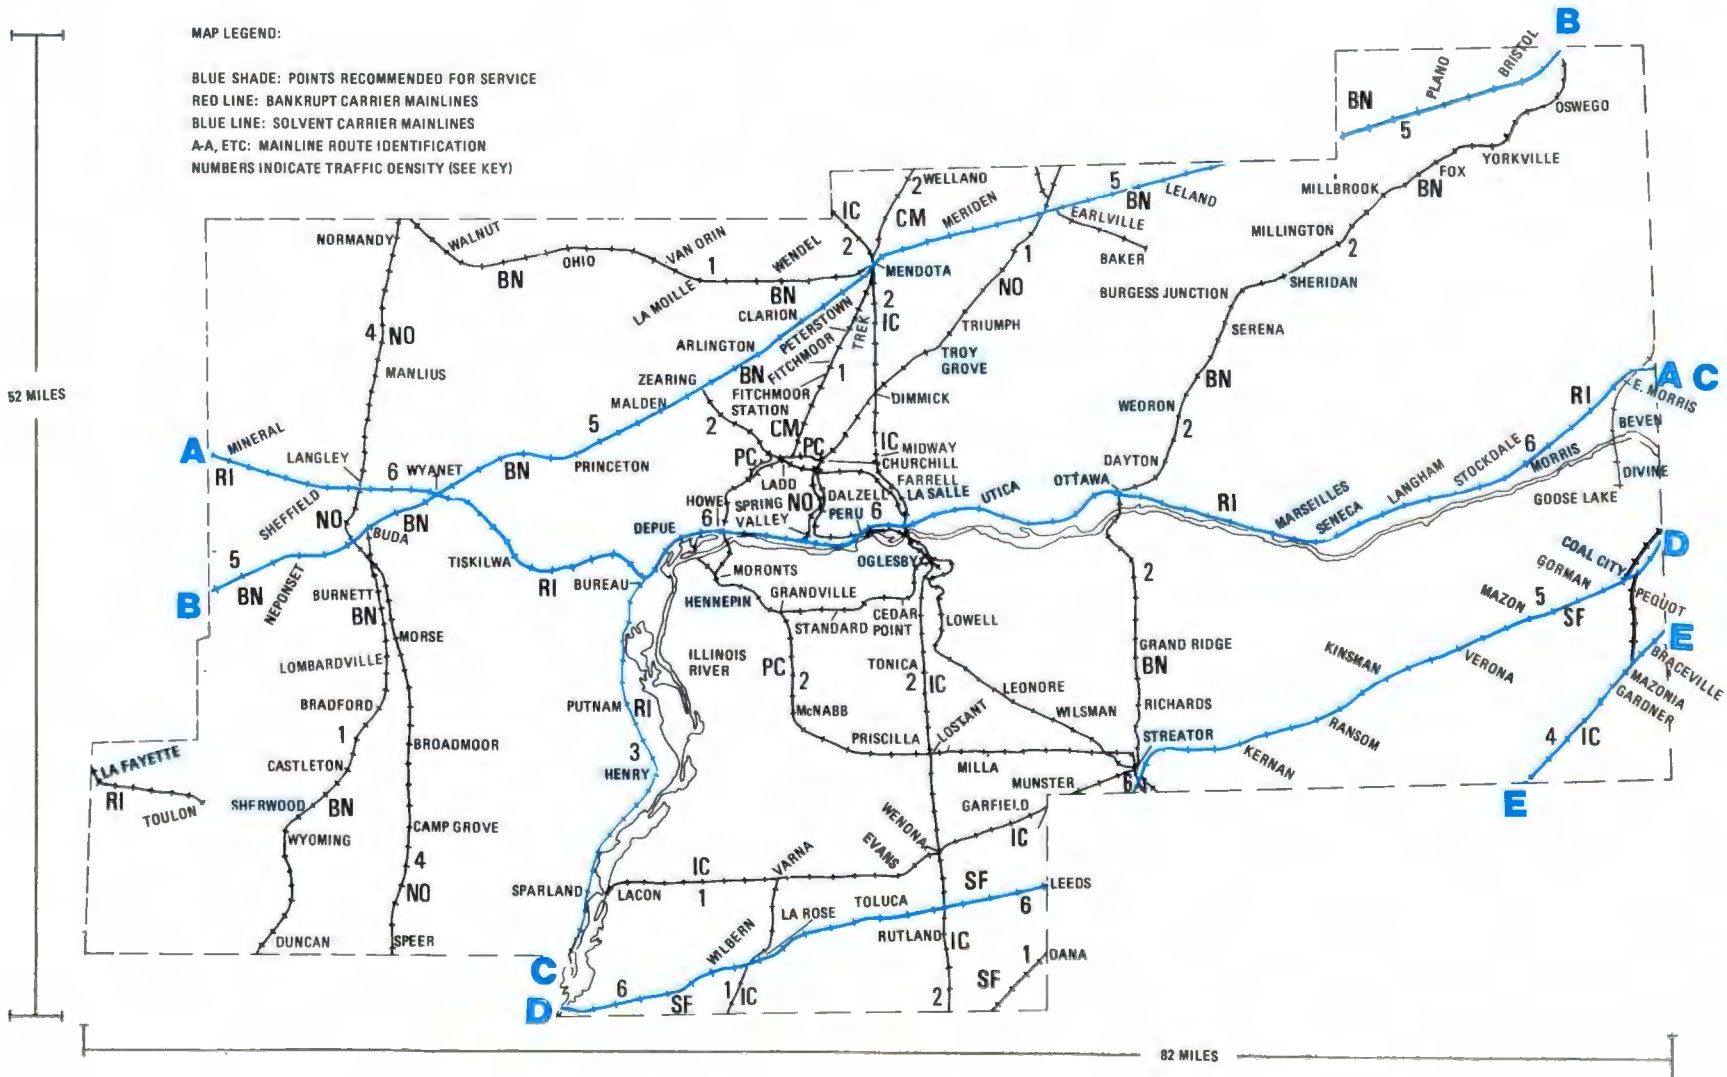 MAP LEGEND:
BLUE SHADE: POINTS RECOMMENDED FOR SERVICE
RED LINE: BANKRUPT CARRIER MAINLINES
BLUE LINE: SOLVENT CARRIER MAINLINES
A-A, ETC: MAINLINE ROUTE IDENTIFICATION
NUMBERS INDICATE TRAFFIC DENSITY (SEE KEY)
B
BRISTOL
PLANO
BN
5
OSWEGO
YORKVILLE
FOX
BN
MILLBROOK
MILLINGTON
2
SHERIDAN
BURGESS JUNCTION
SERENA
BN
WEDRON
2
DAYTON
OTTAWA
WELLAND
2
IC
2
CM
MERIDEN
5
BN
LELAND
EARLVILLE
BAKER
1
NO
TRIUMPH
TROY
GROVE
DIMMICK
NORMANDY
WALNUT
BN
OHIO
VAN ORIN
1
LA MOILLE
WENDEL
BN
MENDOTA
2
IC
CLARION
PETERSTOWN
TREK
ARLINGTON
BN
FITCHMOOR
1
ZEARING
FITCHMOOR
STATION
MALDEN
2
CM
4
NO
MANLIUS
52 MILES
A
MINERAL
RI
LANGLEY
6
WYANET
BN
5
PRINCETON
SHEFFIELD
NO
BN
BUDA
5
BN
B
NEPONSET
TISKILWA
RI
BUREAU
DEPUE
PC
PC
LADD
HOWE
6
SPRING
VALLEY
NO
DALZELL
PERU
6
IC
MIDWAY
CHURCHILL
FARRELL
LA SALLE
UTICA
OGLESBY
RI
MARSEILLES
SENECA
LANGHAM
STOCKDALE
6
MORRIS
RI
A
C
E. MORRIS
BEVEN
DIVINE
GOOSE LAKE
D
COAL CITY
GORMAN
5
MAZON
SF
PEQUOT
E
BRACEVILLE
MAZONIA
GARDNER
4
IC
E
KINSMAN
VERONA
RANSOM
KERNAN
2
GRAND RIDGE
BN
RICHARDS
STREATOR
6
MORONTS
HENNEPIN
GRANDVILLE
STANDARD
CEDAR
POINT
LOWELL
ILLINOIS
RIVER
PC
2
McNABB
TONICA
2
IC
LEONORE
WILSMAN
PRISCILLA
LOSTANT
MILLA
MUNSTER
GARFIELD
IC
WENONA
EVANS
BURNETT
BN
MORSE
LOMBARDVILLE
BRADFORD
1
BROADMOOR
CASTLETON
SHERWOOD
BN
WYOMING
CAMP GROVE
4
NO
DUNCAN
SPEER
LA FAYETTE
RI
TOULON
PUTNAM
RI
3
HENRY
SPARLAND
LACON
IC
1
VARNA
LA ROSE
TOLUCA
SF
6
LEEDS
WILBERN
RUTLAND
IC
2
1
DANA
SF
C
D
6
SF
1
IC
82 MILES